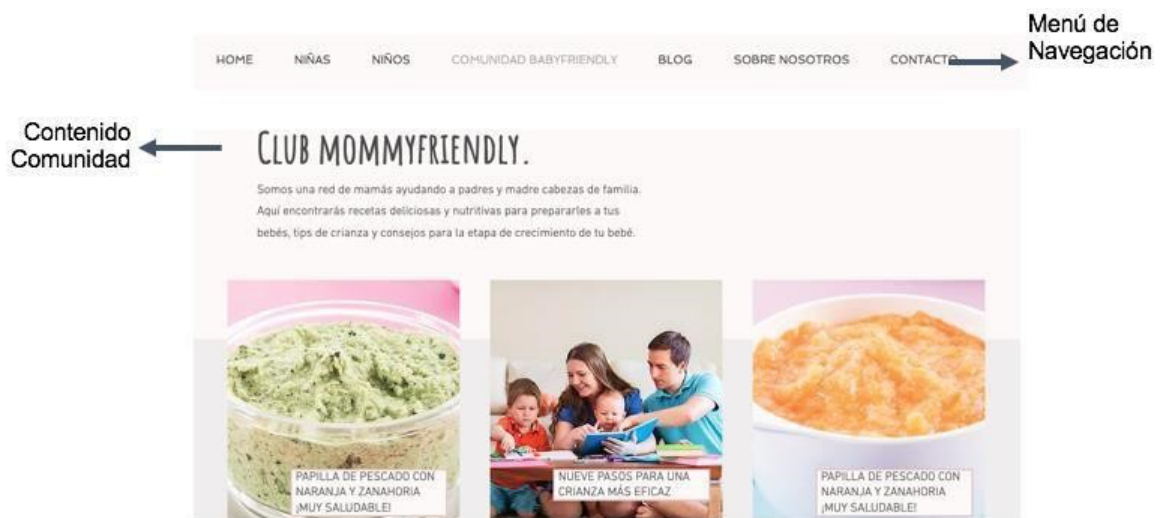 Menú de
Navegación
HOME NIÑAS NIÑOS COMUNIDAD BABYFRIENDLY BLOG SOBRE NOSOTROS CONTACTO
Contenido
Comunidad
CLUB MOMMYFRIENDLY.
Somos una red de mamás ayudando a padres y madre cabezas de familia.
Aquí encontrarás recetas deliciosas y nutritivas para prepararles a tus
bebés, tips de crianza y consejos para la etapa de crecimiento de tu bebé.
PAPILLA DE PESCADO CON
NARANJA Y ZANAHORIA
¡MUY SALUDABLE!
NUEVE PASOS PARA UNA
CRIANZA MÁS EFICAZ
PAPILLA DE PESCADO CON
NARANJA Y ZANAHORIA
¡MUY SALUDABLE!